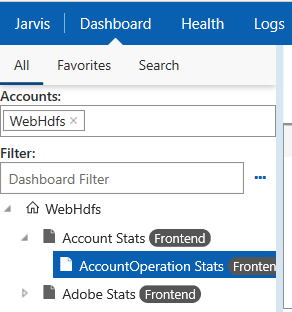 Jarvis Dashboard Health Logs
All Favorites Search
Accounts:
WebHdfs ×
Filter:
Dashboard Filter ...
WebHdfs
Account Stats Frontend
AccountOperation Stats Fronten
Adobe Stats Frontend